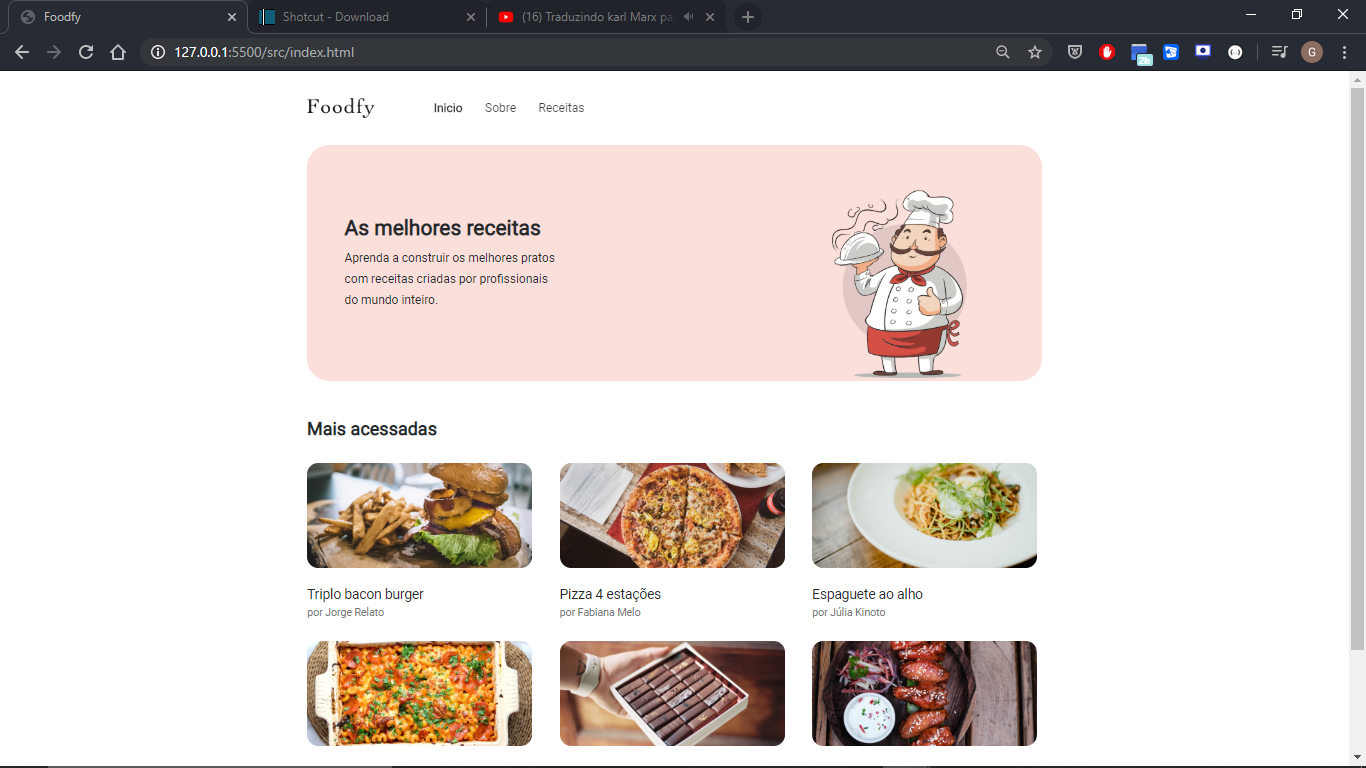 Foodfy
Shotcut - Download
(16) Traduzindo karl Marx pa
127.0.0.1:5500/src/index.html
28
G
Foodfy
Inicio
Sobre
Receitas
As melhores receitas
Aprenda a construir os melhores pratos
com receitas criadas por profissionais
do mundo inteiro.
Mais acessadas
Triplo bacon burger
por Jorge Relato
Pizza 4 estações
por Fabiana Melo
Espaguete ao alho
por Júlia Kinoto